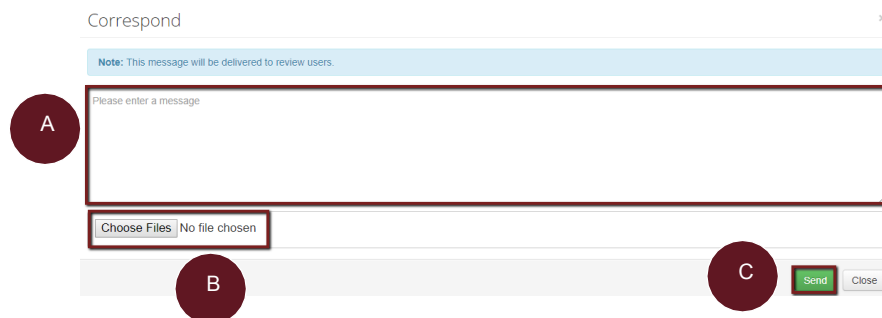 Correspond
Note: This message will be delivered to review users.
Please enter a message
A
Choose Files No file chosen
B
C
Send Close